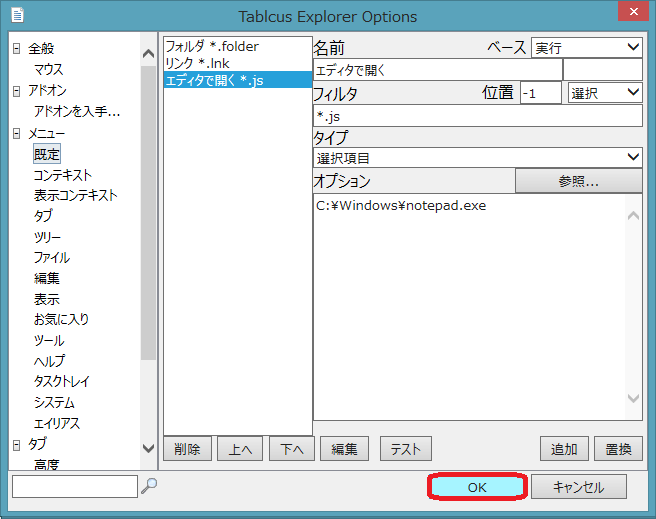 Tablcus Explorer Options
全般
マウス
アドオン
アドオンを入手...
メニュー
既定
コンテキスト
表示コンテキスト
タブ
ツリー
ファイル
編集
表示
お気に入り
ツール
ヘルプ
タスクトレイ
システム
エイリアス
タブ
高度
フォルダ *.folder
リンク *.lnk
エディタで開く *.js
名前 ベース 実行
エディタで開く
フィルタ 位置 -1 選択
*.js
タイプ
選択項目
オプション 参照...
C:¥Windows¥notepad.exe
削除 上へ 下へ 編集 テスト 追加 置換
OK キャンセル